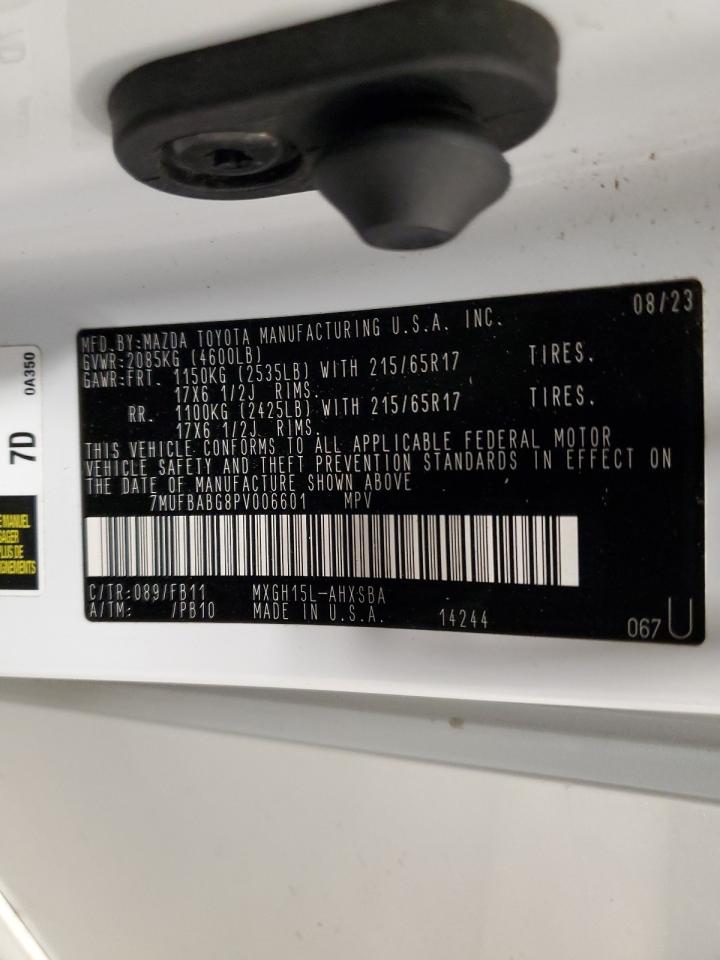 MFD.BY:MAZDA TOYOTA MANUFACTURING U.S.A. INC. 08/23
GVWR:2085KG (4600LB)
GAWR:FRT. 1150KG (2535LB) WITH 215/65R17 TIRES.
17X6 1/2J RIMS.
RR. 1100KG (2425LB) WITH 215/65R17 TIRES.
17X6 1/2J RIMS.
THIS VEHICLE CONFORMS TO ALL APPLICABLE FEDERAL MOTOR
VEHICLE SAFETY AND THEFT PREVENTION STANDARDS IN EFFECT ON
THE DATE OF MANUFACTURE SHOWN ABOVE
7MUFBABG8PV006601 MPV
C/TR:089/FB11 MXGH15L-AHXSBA
A/TM: /PB10 MADE IN U.S.A. 14244
067 U
7D 0A350
MANUEL
PLUS DE